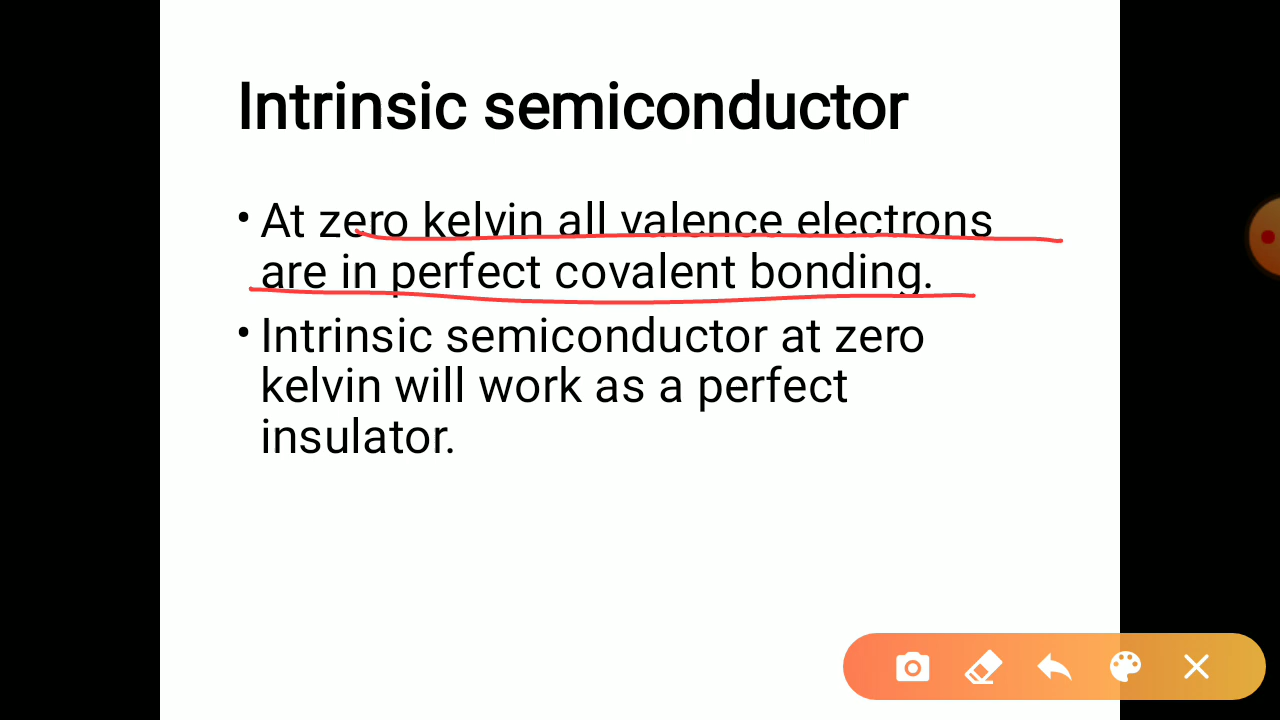 Intrinsic semiconductor
• At zero kelvin all valence electrons
are in perfect covalent bonding.
• Intrinsic semiconductor at zero
kelvin will work as a perfect
insulator.